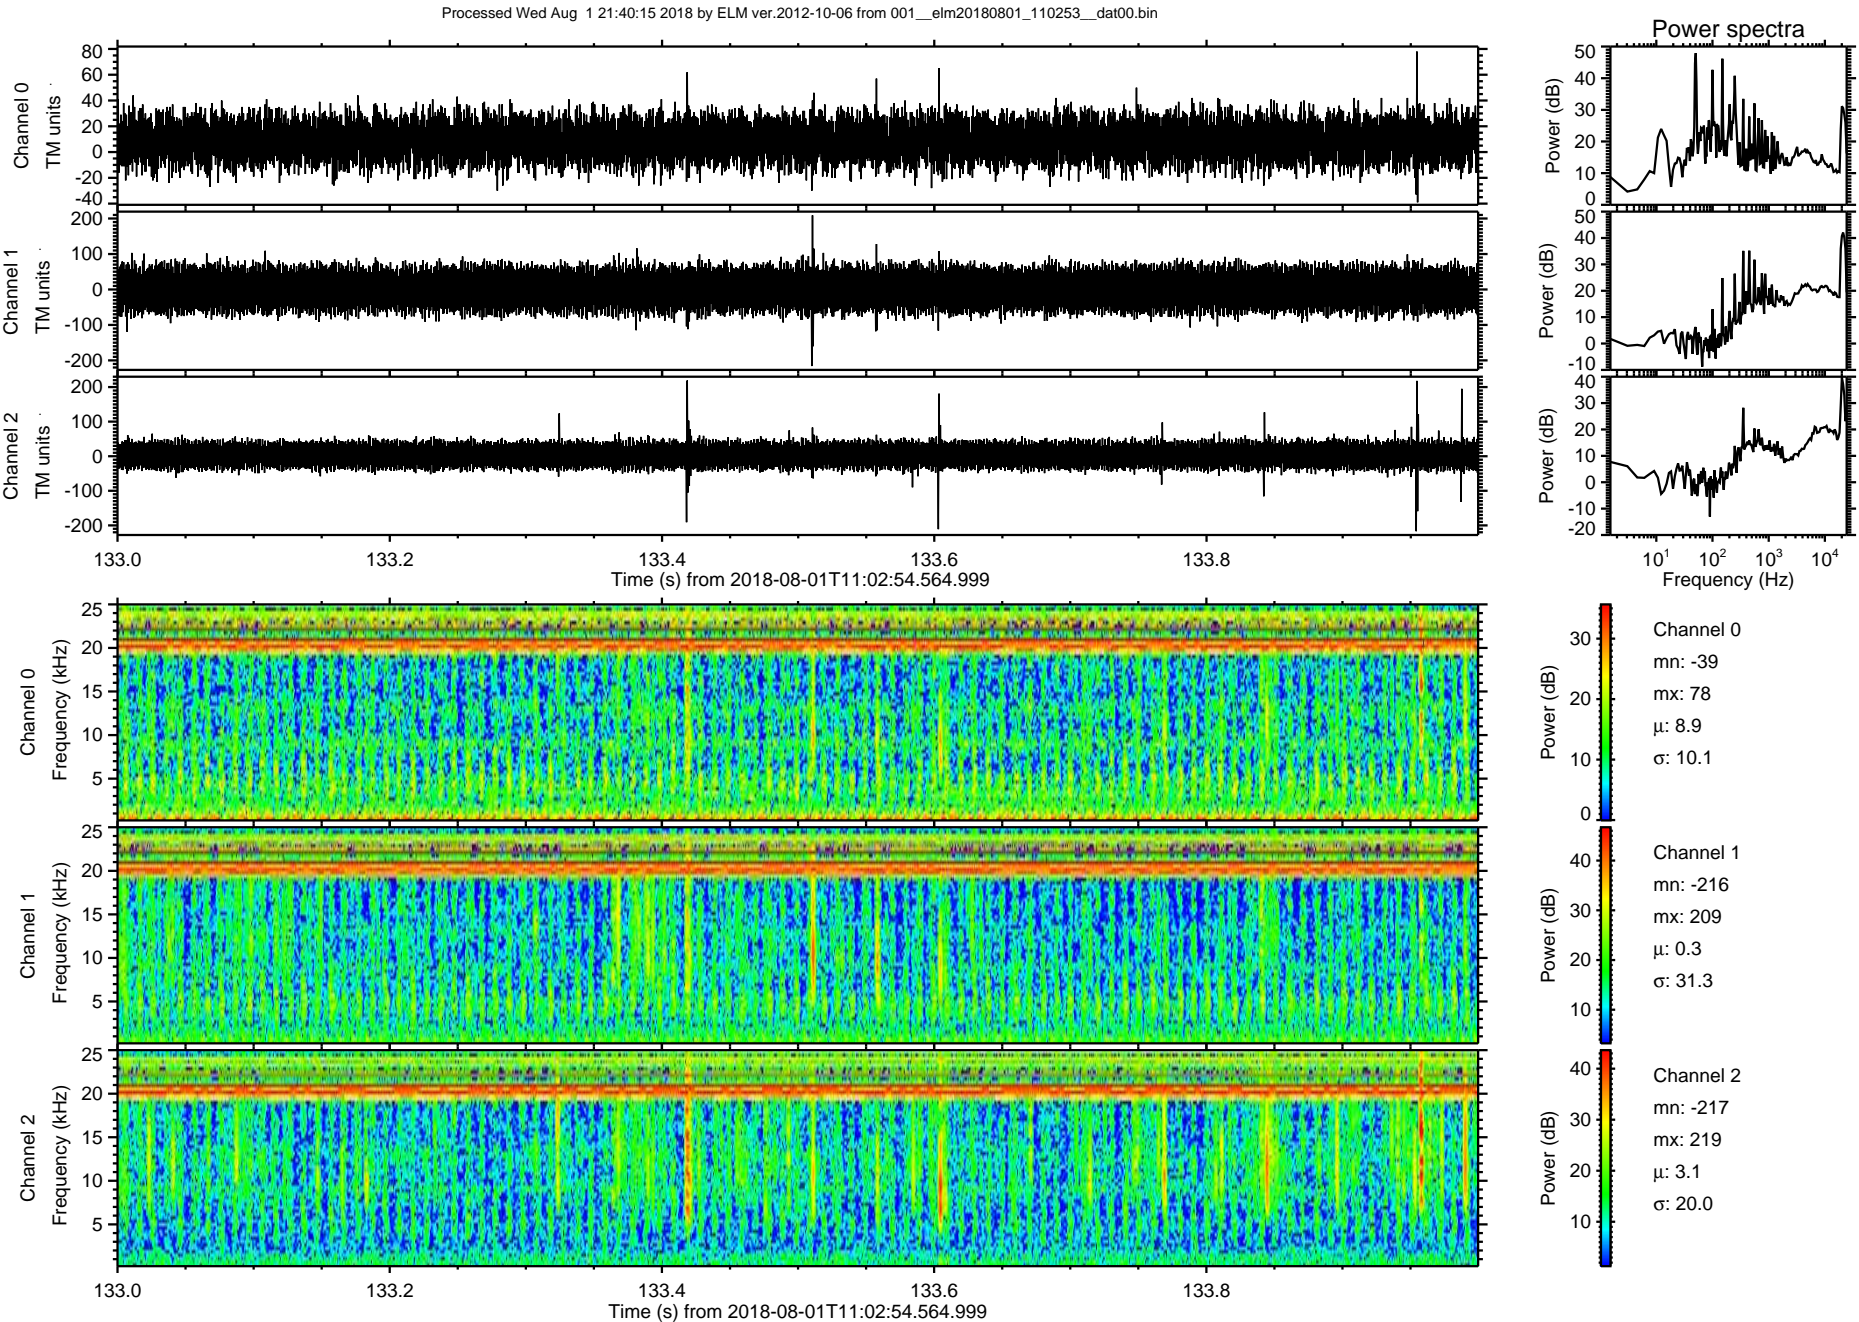 Processed Wed Aug  1 21:40:15 2018 by ELM ver.2012-10-06 from 001__elm20180801_110253__dat00.bin
Power spectra
Channel 0
TM units
80
60
40
20
0
-20
-40
Power (dB)
50
40
30
20
10
0
Channel 1
TM units
200
100
0
-100
-200
Power (dB)
50
40
30
20
10
0
-10
Channel 2
TM units
200
100
0
-100
-200
Power (dB)
40
30
20
10
0
-10
-20
133.0 133.2 133.4 133.6 133.8
Time (s) from 2018-08-01T11:02:54.564.999
10¹ 10² 10³ 10⁴
Frequency (Hz)
Channel 0
Frequency (kHz)
25
20
15
10
5
Power (dB)
30
20
10
0
Channel 0
mn: -39
mx: 78
μ: 8.9
σ: 10.1
Channel 1
Frequency (kHz)
25
20
15
10
5
Power (dB)
40
30
20
10
Channel 1
mn: -216
mx: 209
μ: 0.3
σ: 31.3
Channel 2
Frequency (kHz)
25
20
15
10
5
Power (dB)
40
30
20
10
Channel 2
mn: -217
mx: 219
μ: 3.1
σ: 20.0
133.0 133.2 133.4 133.6 133.8
Time (s) from 2018-08-01T11:02:54.564.999